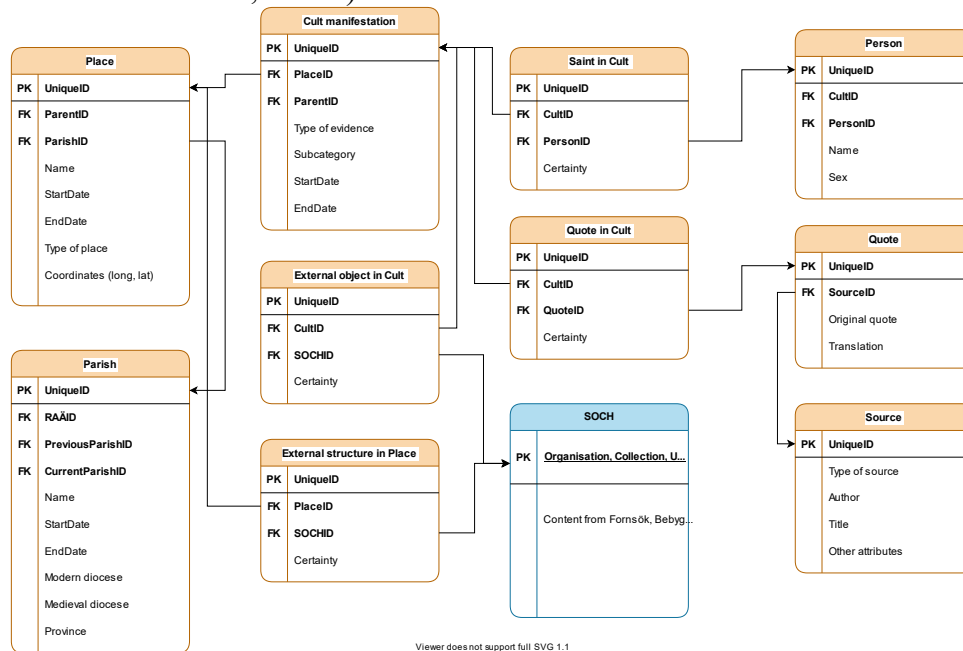 Cult manifestation
PK UniqueID
FK PlaceID
FK ParentID
Type of evidence
Subcategory
StartDate
EndDate
Place
PK UniqueID
FK ParentID
FK ParishID
Name
StartDate
EndDate
Type of place
Coordinates (long, lat)
Saint in Cult
PK UniqueID
FK CultID
FK PersonID
Certainty
Person
PK UniqueID
FK CultID
FK PersonID
Name
Sex
Quote in Cult
PK UniqueID
FK CultID
FK QuoteID
Certainty
Quote
PK UniqueID
FK SourceID
Original quote
Translation
External object in Cult
PK UniqueID
FK CultID
FK SOCHID
Certainty
Parish
PK UniqueID
FK RAÄID
FK PreviousParishID
FK CurrentParishID
Name
StartDate
EndDate
Modern diocese
Medieval diocese
Province
External structure in Place
PK UniqueID
FK PlaceID
FK SOCHID
Certainty
SOCH
PK Organisation, Collection, U...
Content from Fornsök, Bebyg...
Source
PK UniqueID
Type of source
Author
Title
Other attributes
Viewer does not support full SVG 1.1